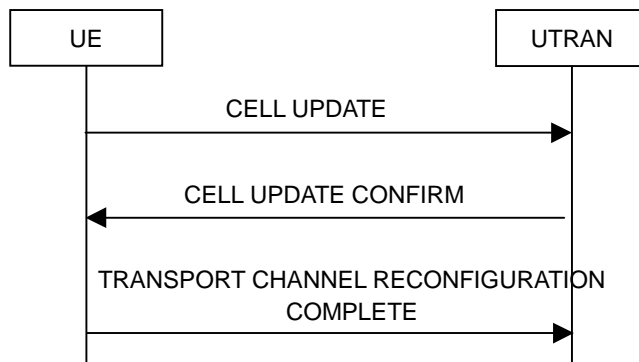 UE
UTRAN
CELL UPDATE
CELL UPDATE CONFIRM
TRANSPORT CHANNEL RECONFIGURATION
COMPLETE